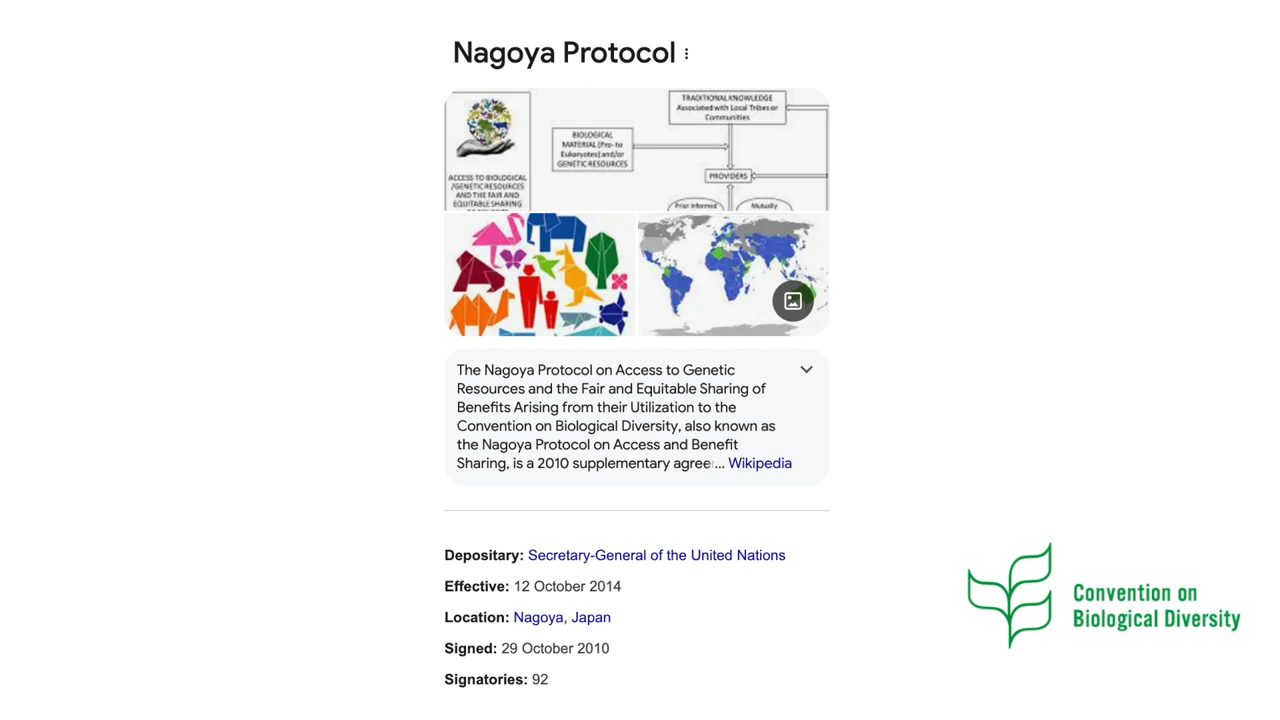 Nagoya Protocol
TRADITIONAL KNOWLEDGE
Associated with Local Tribes or
Communities
BIOLOGICAL
MATERIAL (Pro- to
Eukaryotes) and/or
GENETIC RESOURCES
PROVIDERS
ACCESS TO BIOLOGICAL
/GENETIC RESOURCES
AND THE FAIR AND
EQUITABLE SHARING
Prior Informed
Mutually
The Nagoya Protocol on Access to Genetic
Resources and the Fair and Equitable Sharing of
Benefits Arising from their Utilization to the
Convention on Biological Diversity, also known as
the Nagoya Protocol on Access and Benefit
Sharing, is a 2010 supplementary agree... Wikipedia
Depositary: Secretary-General of the United Nations
Effective: 12 October 2014
Location: Nagoya, Japan
Signed: 29 October 2010
Signatories: 92
Convention on
Biological Diversity